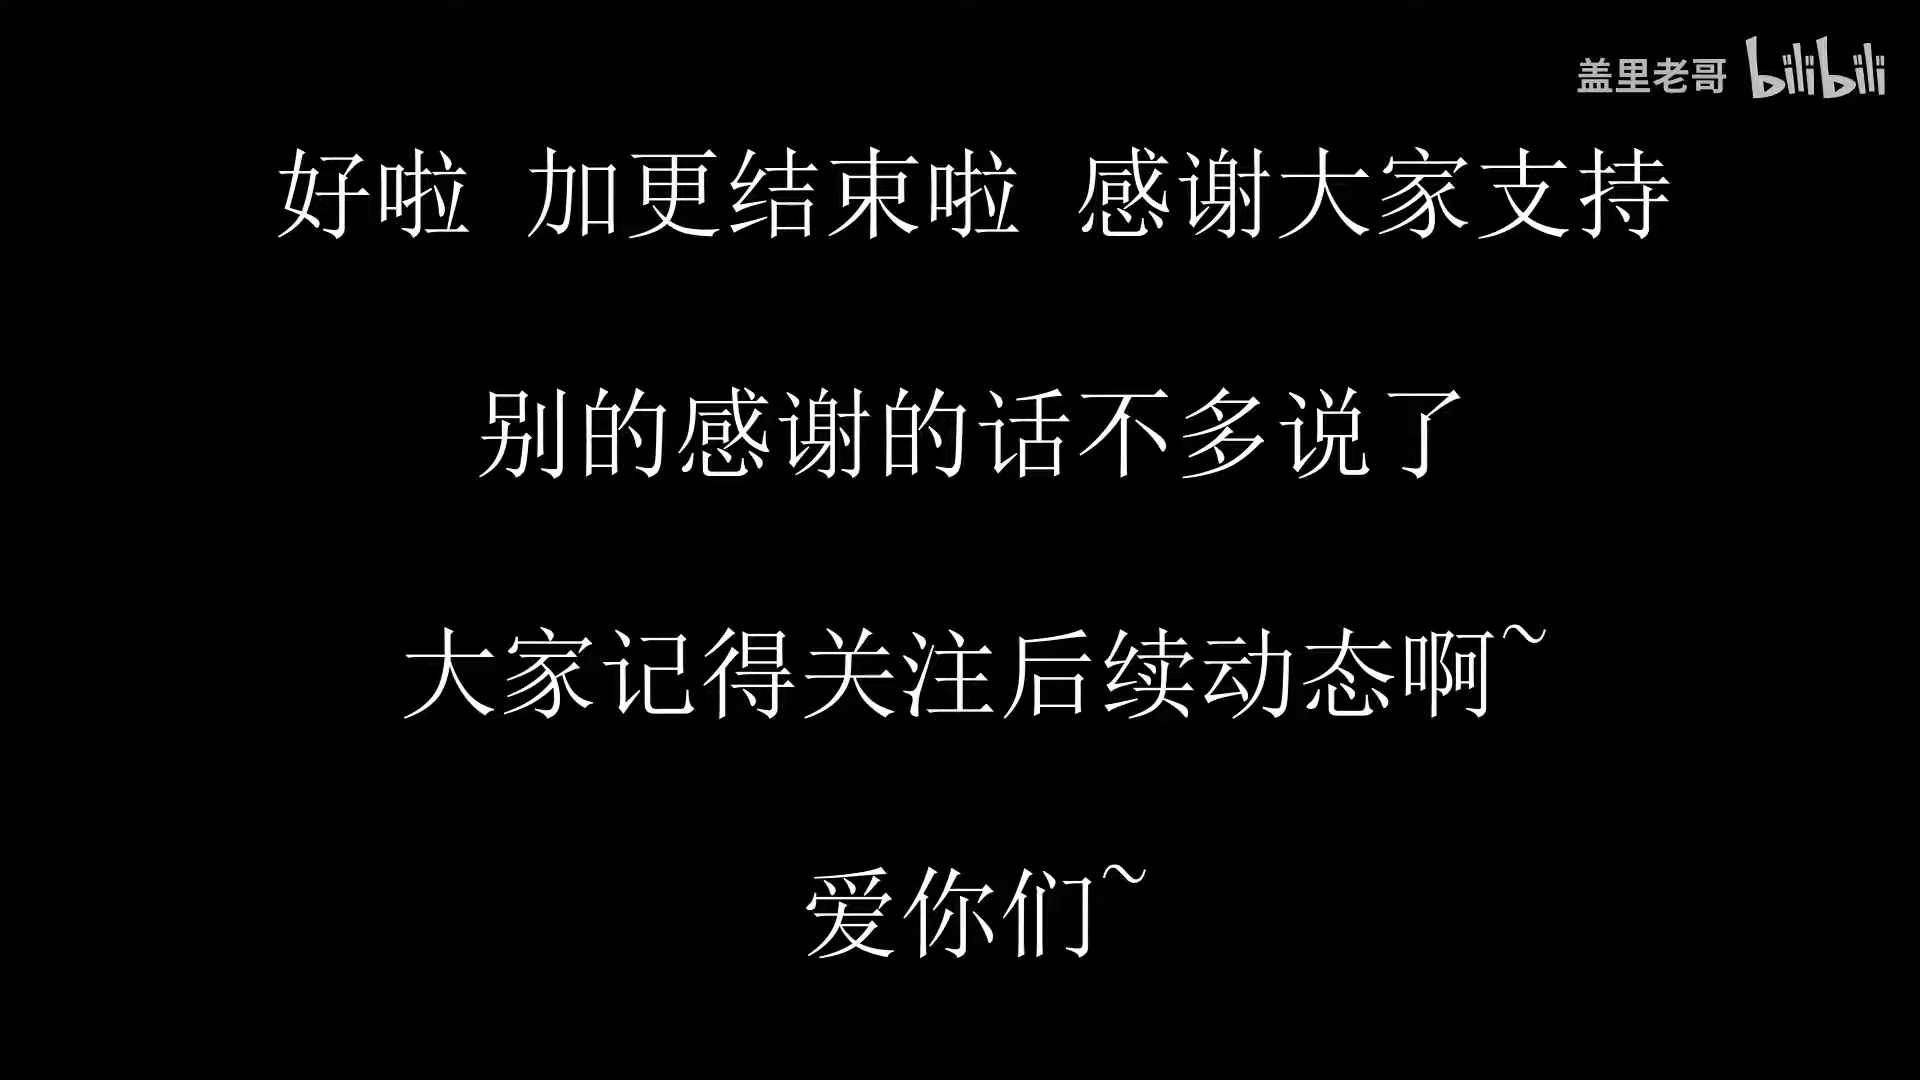 盖里老哥 bilibili
好啦 加更结束啦 感谢大家支持
别的感谢的话不多说了
大家记得关注后续动态啊~
爱你们~